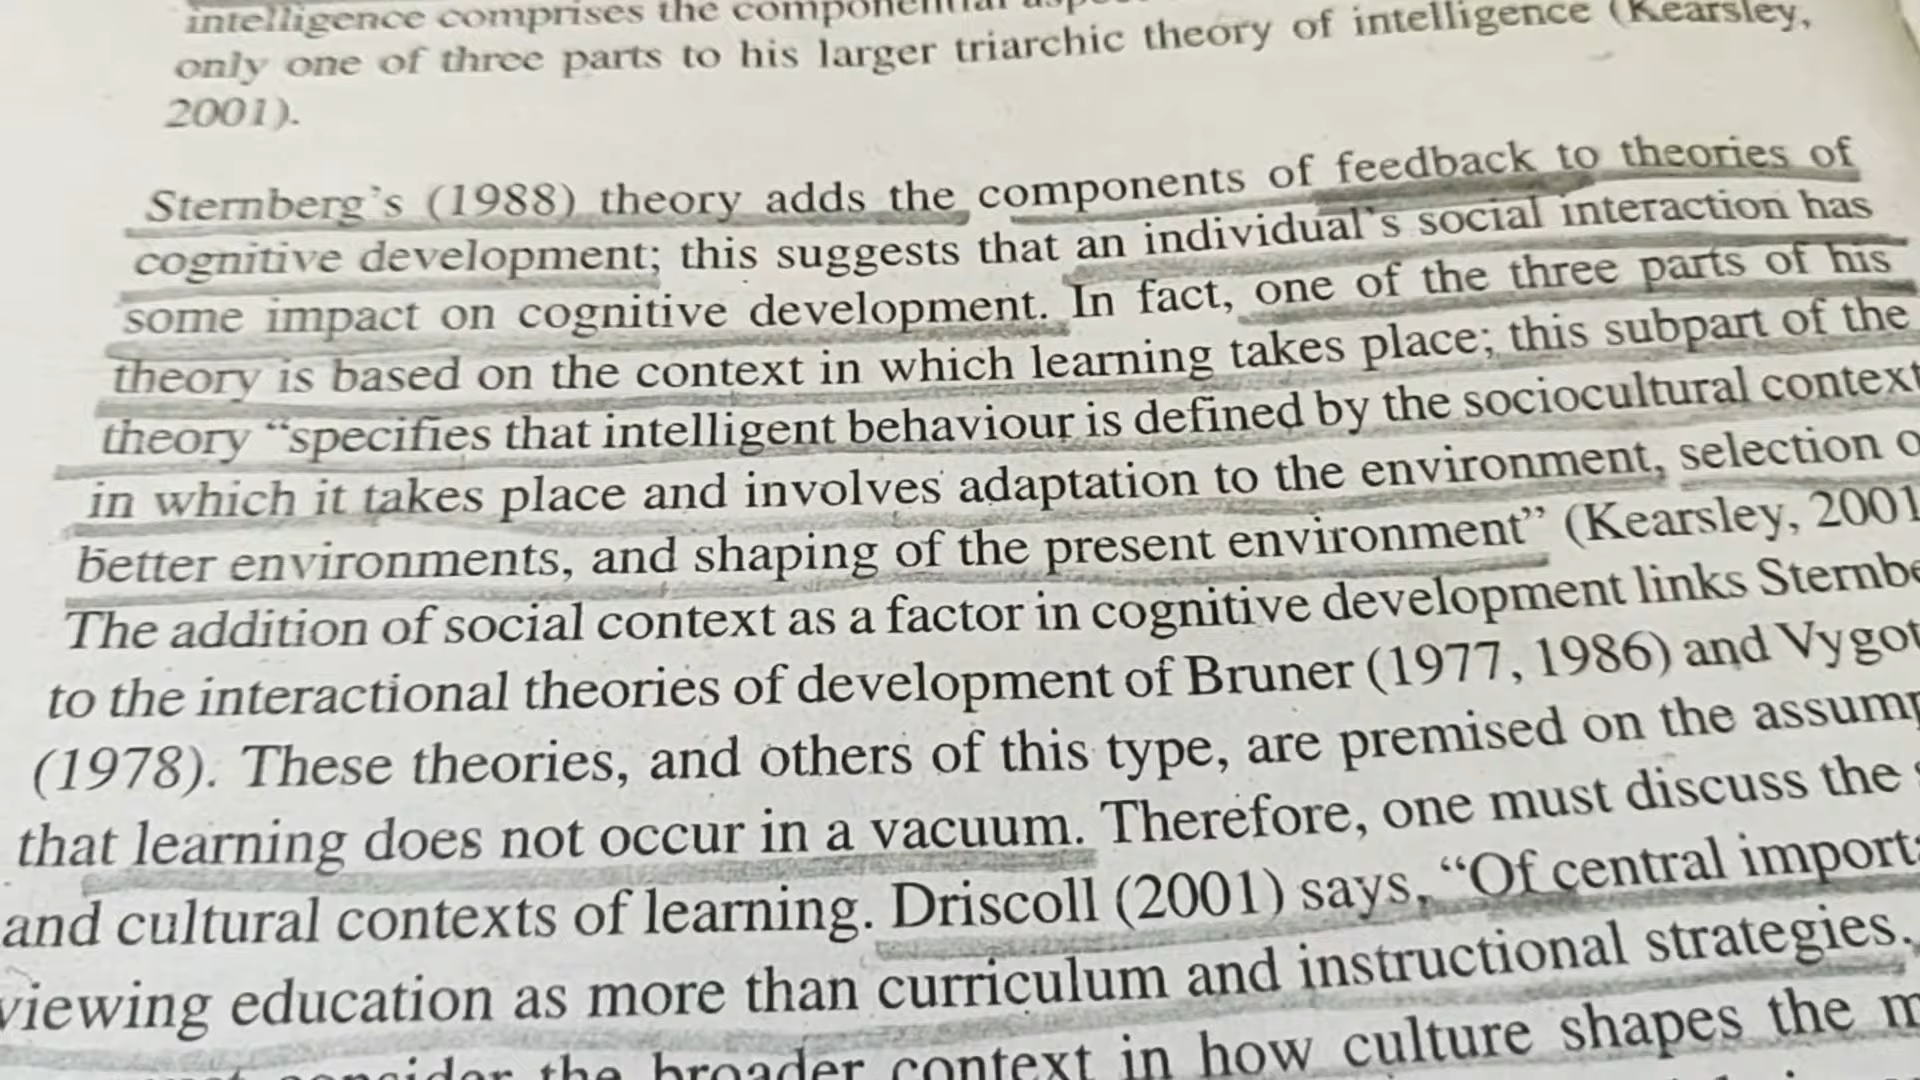 intelligence comprises the componential
only one of three parts to his larger triarchic theory of intelligence (Kearsley,
2001).
Sternberg's (1988) theory adds the components of feedback to theories of
cognitive development; this suggests that an individual's social interaction has
some impact on cognitive development. In fact, one of the three parts of his
theory is based on the context in which learning takes place; this subpart of the
theory “specifies that intelligent behaviour is defined by the sociocultural context
in which it takes place and involves adaptation to the environment, selection
better environments, and shaping of the present environment” (Kearsley, 2001
The addition of social context as a factor in cognitive development links
to the interactional theories of development of Bruner (1977, 1986) and
(1978). These theories, and others of this type, are premised on the
that learning does not occur in a vacuum. Therefore, one must discuss the
and cultural contexts of learning. Driscoll (2001) says, “Of central
viewing education as more than curriculum and instructional strategies.
consider the broader context in how culture shapes the